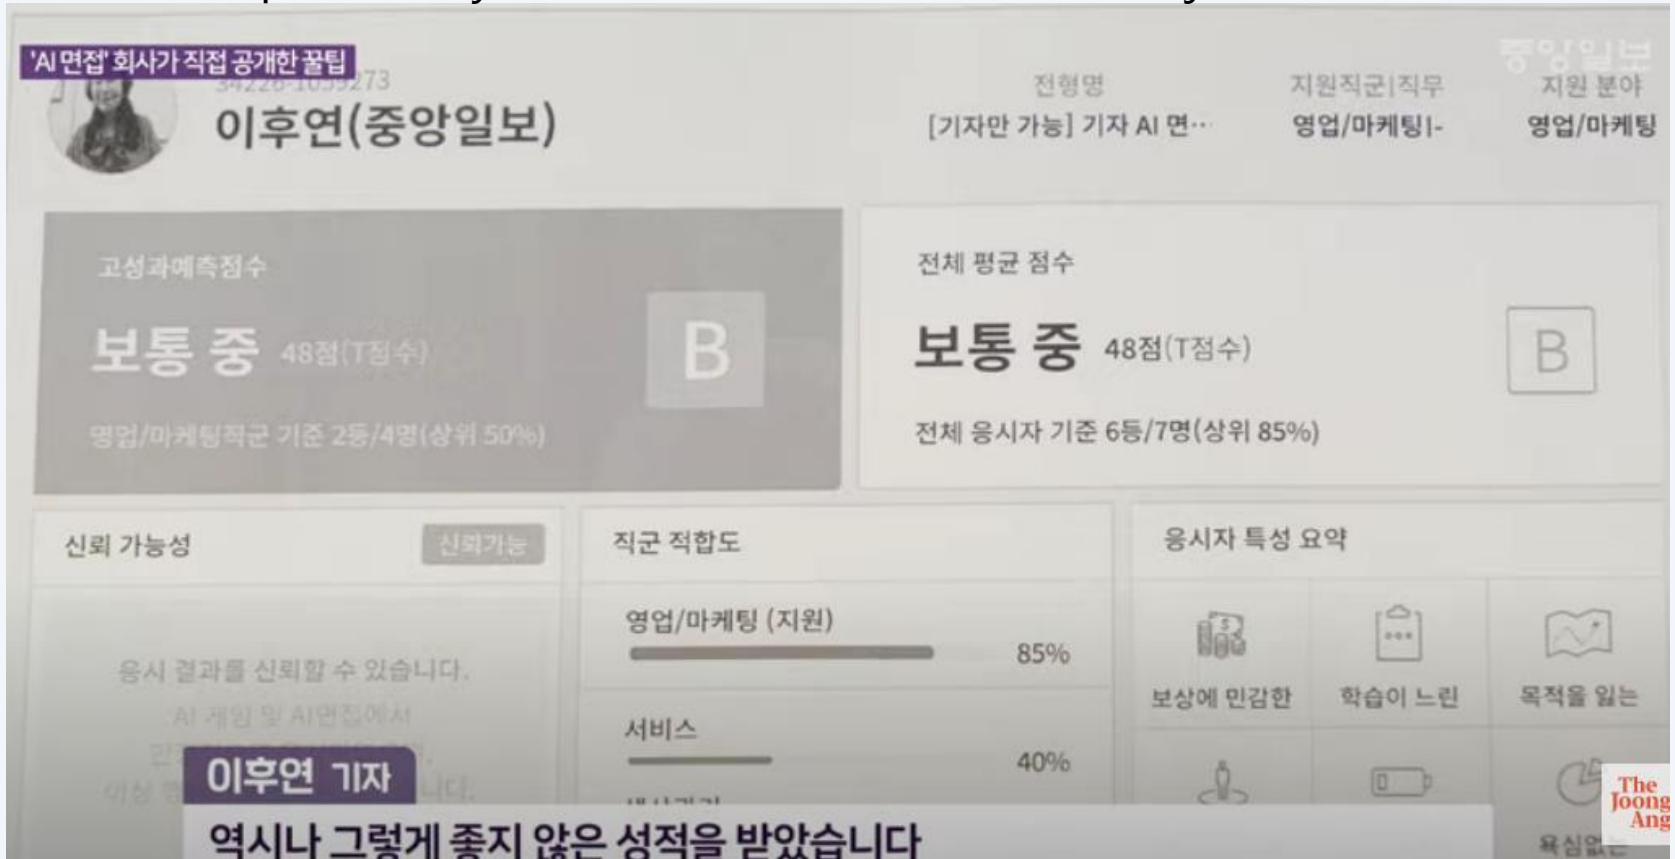 'AI 면접' 회사가 직접 공개한 꿀팁
중앙일보
34226-1059273
이후연(중앙일보)
전형명
[기자만 가능] 기자 AI 면…
지원직군|직무
영업/마케팅|-
지원 분야
영업/마케팅
고성과예측점수
보통 중 48점(T점수)
B
영업/마케팅직군 기준 2등/4명(상위 50%)
전체 평균 점수
보통 중 48점(T점수)
B
전체 응시자 기준 6등/7명(상위 85%)
신뢰 가능성
신뢰가능
응시 결과를 신뢰할 수 있습니다.
AI 게임 및 AI면접에서
직군 적합도
영업/마케팅 (지원)
85%
서비스
40%
응시자 특성 요약
보상에 민감한
학습이 느린
목적을 잃는
욕심없는
이후연 기자
역시나 그렇게 좋지 않은 성적을 받았습니다
The
Joong
Ang